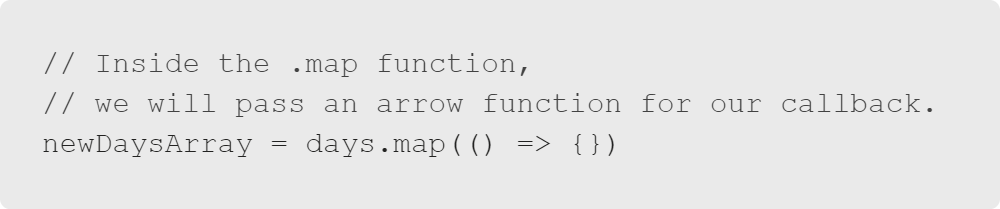 // Inside the .map function,
// we will pass an arrow function for our callback.
newDaysArray = days.map(() => {})